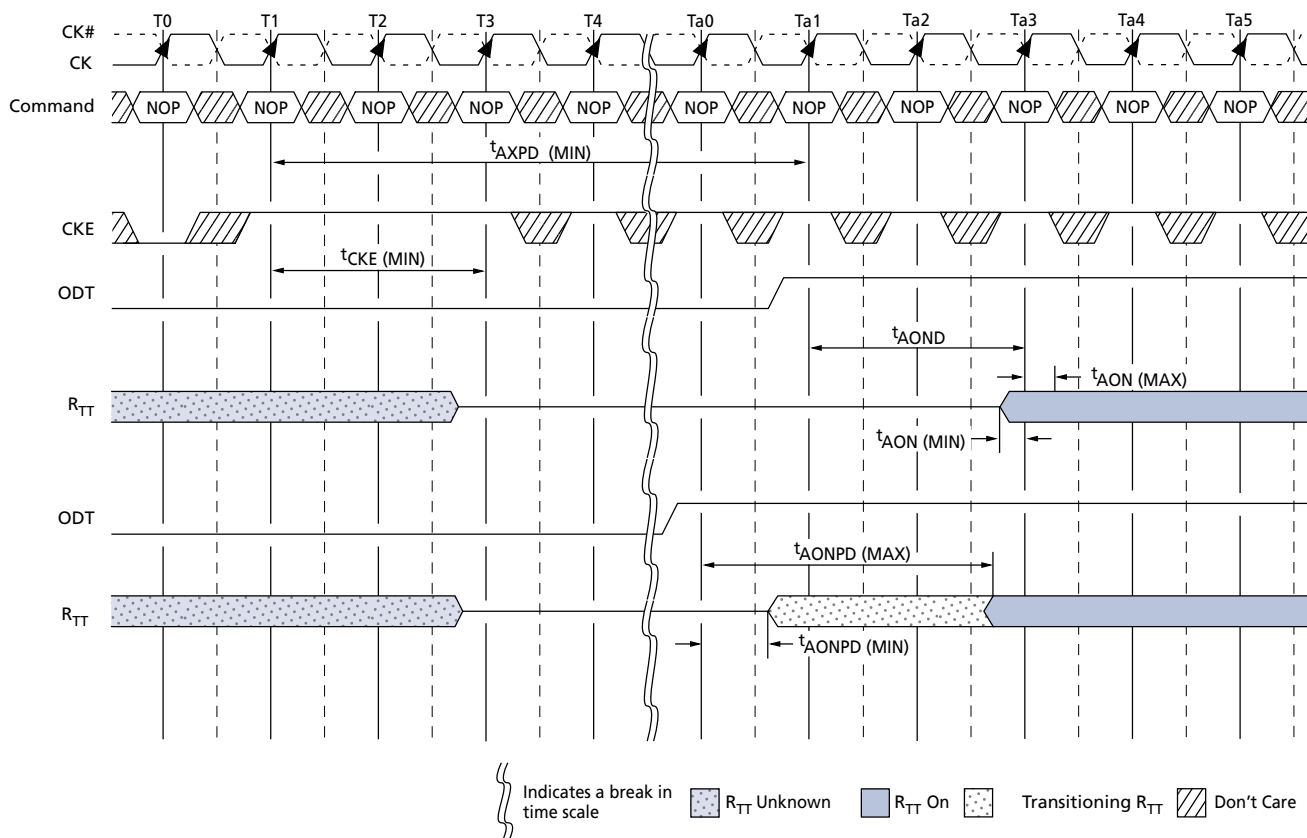 T0 T1 T2 T3 T4 Ta0 Ta1 Ta2 Ta3 Ta4 Ta5
CK#
CK
Command NOP NOP NOP NOP NOP NOP NOP NOP NOP NOP NOP
tAXPD (MIN)
CKE
tCKE (MIN)
ODT
tAOND
tAON (MAX)
RTT
tAON (MIN)
ODT
tAONPD (MAX)
RTT
tAONPD (MIN)
Indicates a break in
time scale
RTT Unknown
RTT On
Transitioning RTT
Don't Care